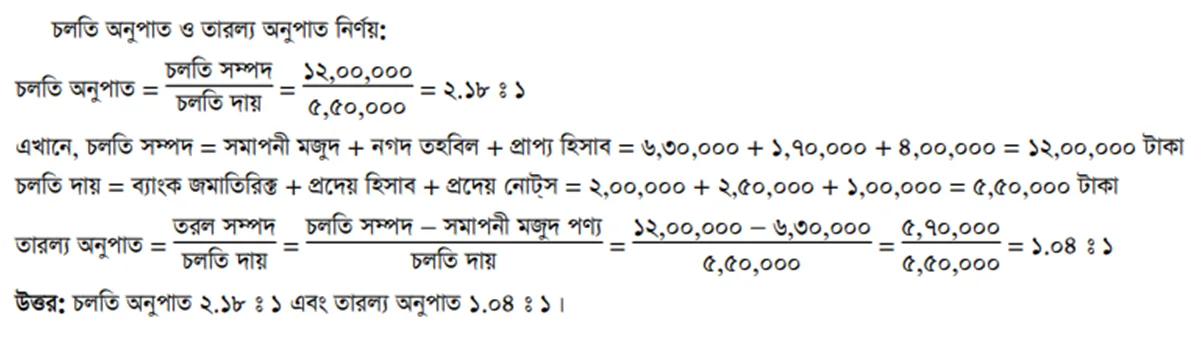 চলতি অনুপাত ও তারল্য অনুপাত নির্ণয়:
চলতি অনুপাত = চলতি সম্পদ / চলতি দায় = ১২,০০,০০০ / ৫,৫০,০০০ = ২.১৮ ঃ ১
এখানে, চলতি সম্পদ = সমাপনী মজুদ + নগদ তহবিল + প্রাপ্য হিসাব = ৬,৩০,০০০ + ১,৭০,০০০ + ৪,০০,০০০ = ১২,০০,০০০ টাকা
চলতি দায় = ব্যাংক জমাতিরিক্ত + প্রদেয় হিসাব + প্রদেয় নোট্স = ২,০০,০০০ + ২,৫০,০০০ + ১,০০,০০০ = ৫,৫০,০০০ টাকা
তারল্য অনুপাত = তরল সম্পদ / চলতি দায় = চলতি সম্পদ – সমাপনী মজুদ পণ্য / চলতি দায় = ১২,০০,০০০ – ৬,৩০,০০০ / ৫,৫০,০০০ = ৫,৭০,০০০ / ৫,৫০,০০০ = ১.০৪ ঃ ১
উত্তর: চলতি অনুপাত ২.১৮ ঃ ১ এবং তারল্য অনুপাত ১.০৪ ঃ ১।